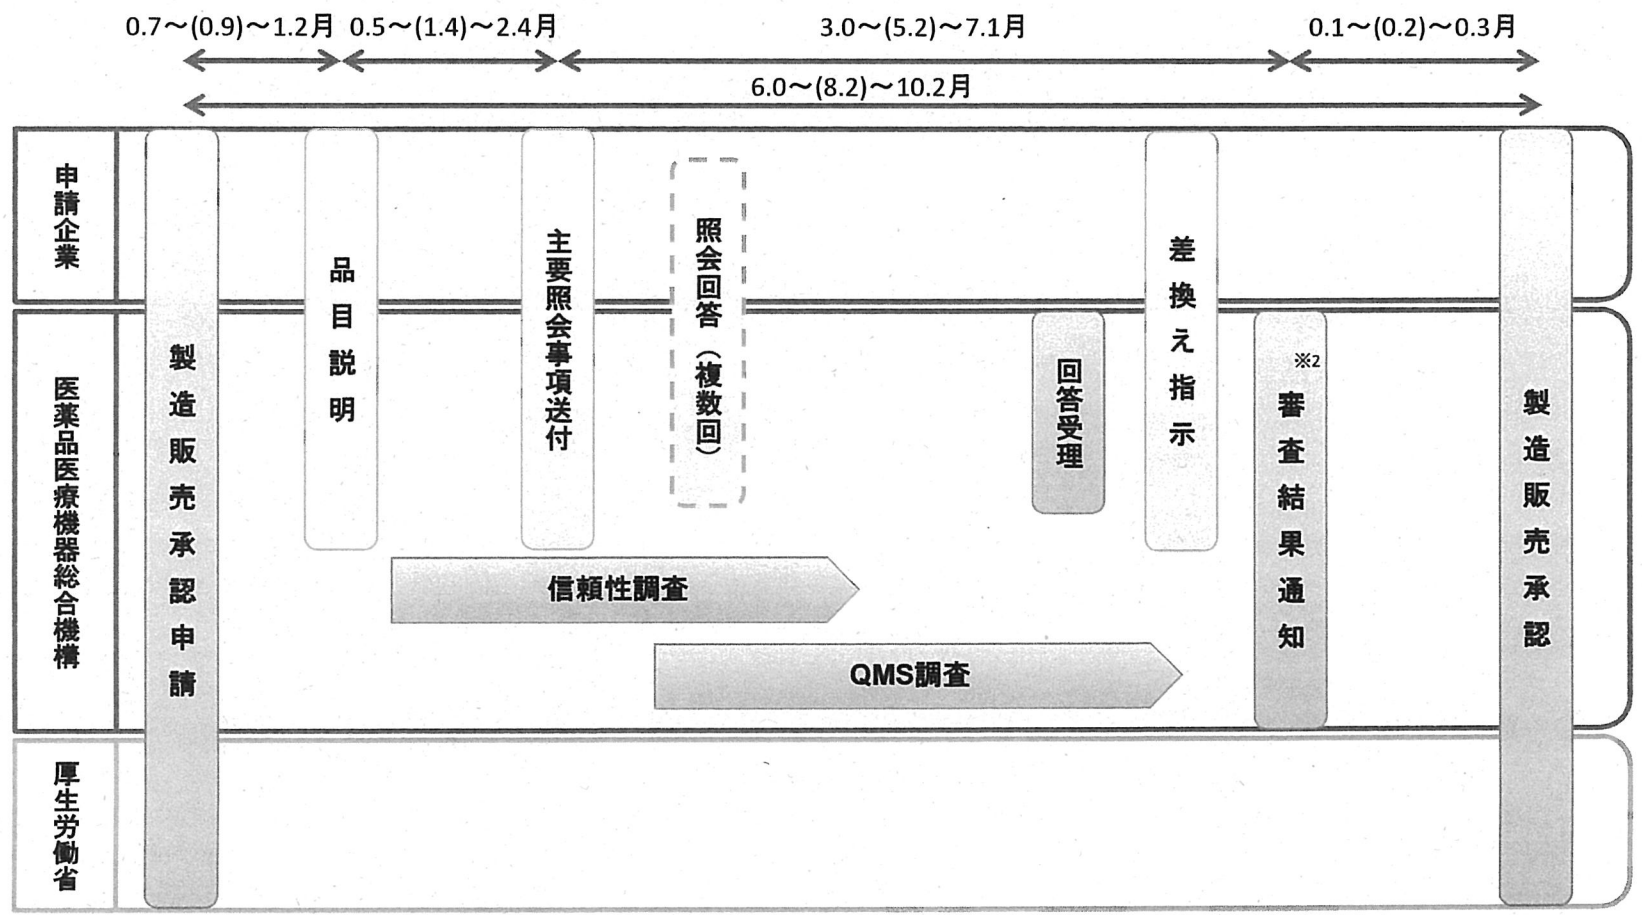 0.7～(0.9)～1.2月
0.5～(1.4)～2.4月
3.0～(5.2)～7.1月
0.1～(0.2)～0.3月
6.0～(8.2)～10.2月
申請企業
医薬品医療機器総合機構
厚生労働省
製造販売承認申請
品目説明
主要照会事項送付
照会回答（複数回）
回答受理
差換え指示
※2
審査結果通知
製造販売承認
信頼性調査
QMS調査